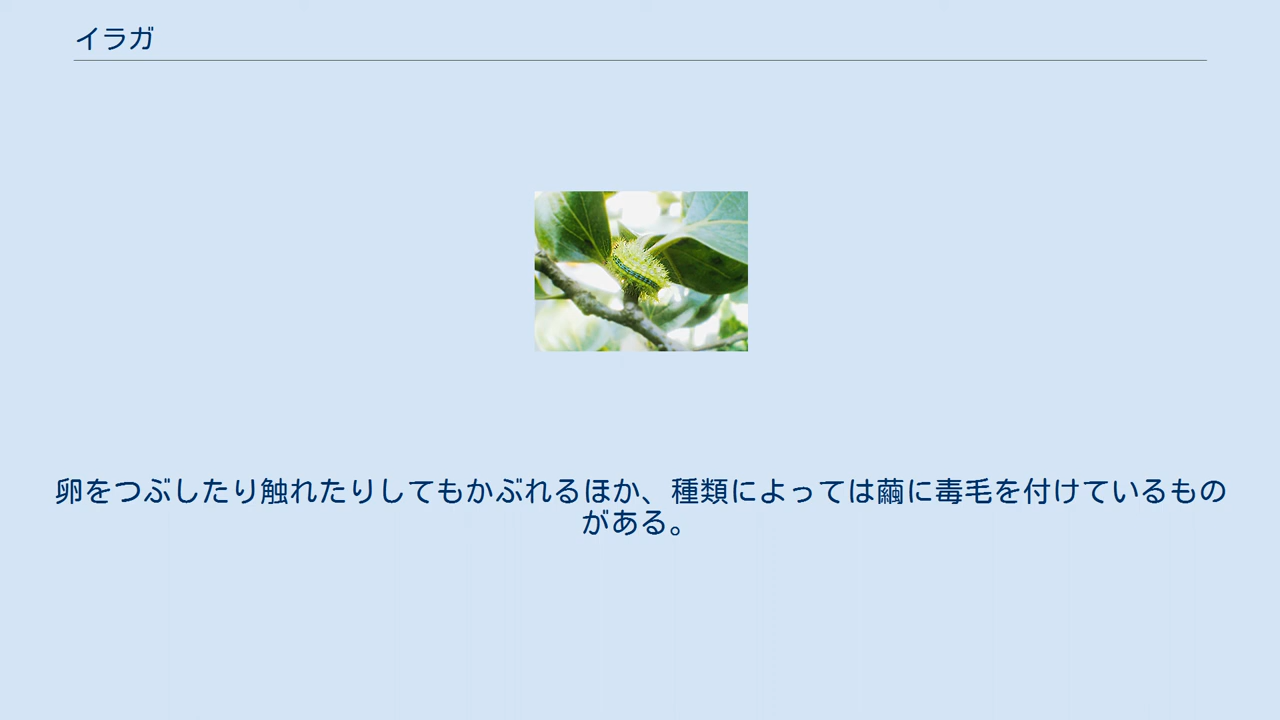 イラガ
卵をつぶしたり触れたりしてもかぶれるほか、種類によっては繭に毒毛を付けているもの
がある。